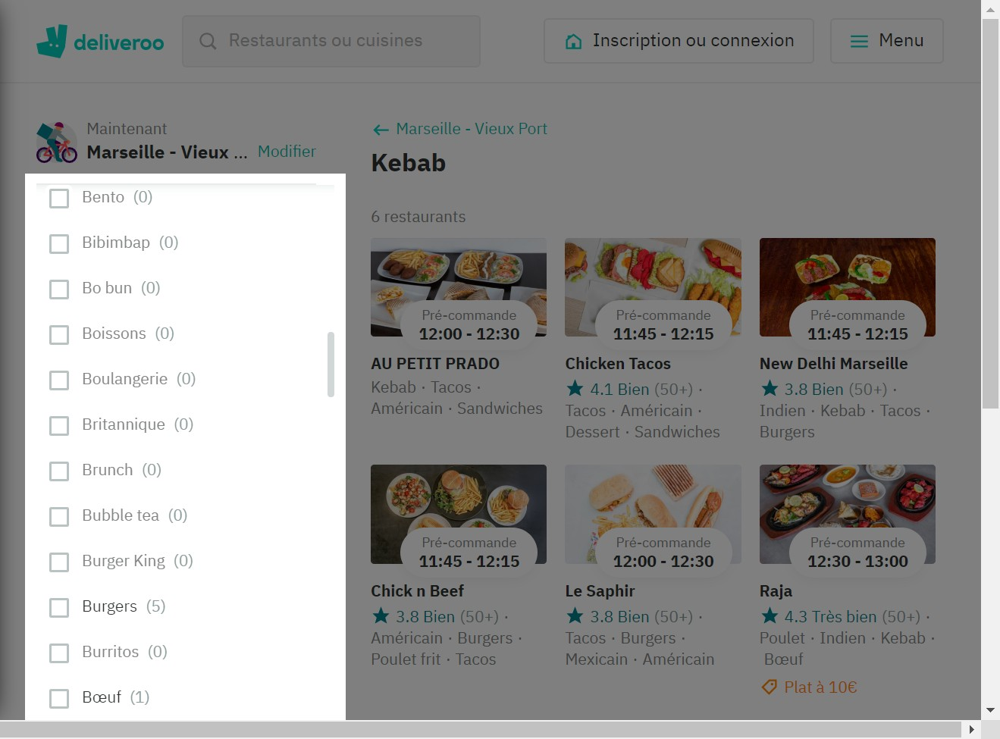 deliveroo
Restaurants ou cuisines
Inscription ou connexion
Menu
Maintenant
Marseille - Vieux ...
Modifier
Bento (0)
Bibimbap (0)
Bo bun (0)
Boissons (0)
Boulangerie (0)
Britannique (0)
Brunch (0)
Bubble tea (0)
Burger King (0)
Burgers (5)
Burritos (0)
Bœuf (1)
Marseille - Vieux Port
Kebab
6 restaurants
Pré-commande
12:00 - 12:30
AU PETIT PRADO
Kebab · Tacos ·
Américain · Sandwiches
Pré-commande
11:45 - 12:15
Chicken Tacos
4.1 Bien (50+) ·
Tacos · Américain ·
Dessert · Sandwiches
Pré-commande
11:45 - 12:15
New Delhi Marseille
3.8 Bien (50+) ·
Indien · Kebab · Tacos ·
Burgers
Pré-commande
11:45 - 12:15
Chick n Beef
3.8 Bien (50+) ·
Américain · Burgers ·
Poulet frit · Tacos
Pré-commande
12:00 - 12:30
Le Saphir
3.8 Bien (50+) ·
Tacos · Burgers ·
Mexicain · Américain
Pré-commande
12:30 - 13:00
Raja
4.3 Très bien (50+) ·
Poulet · Indien · Kebab ·
Bœuf
Plat à 10€